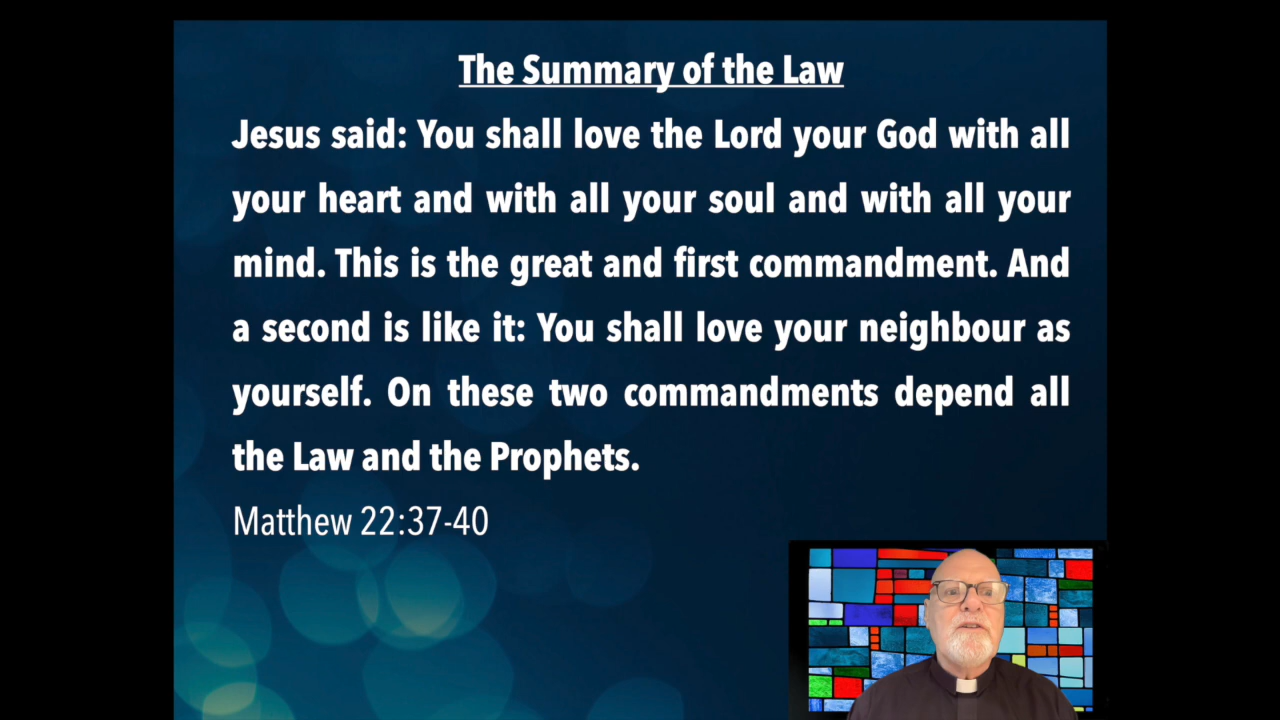 The Summary of the Law
Jesus said: You shall love the Lord your God with all
your heart and with all your soul and with all your
mind. This is the great and first commandment. And
a second is like it: You shall love your neighbour as
yourself. On these two commandments depend all
the Law and the Prophets.
Matthew 22:37-40